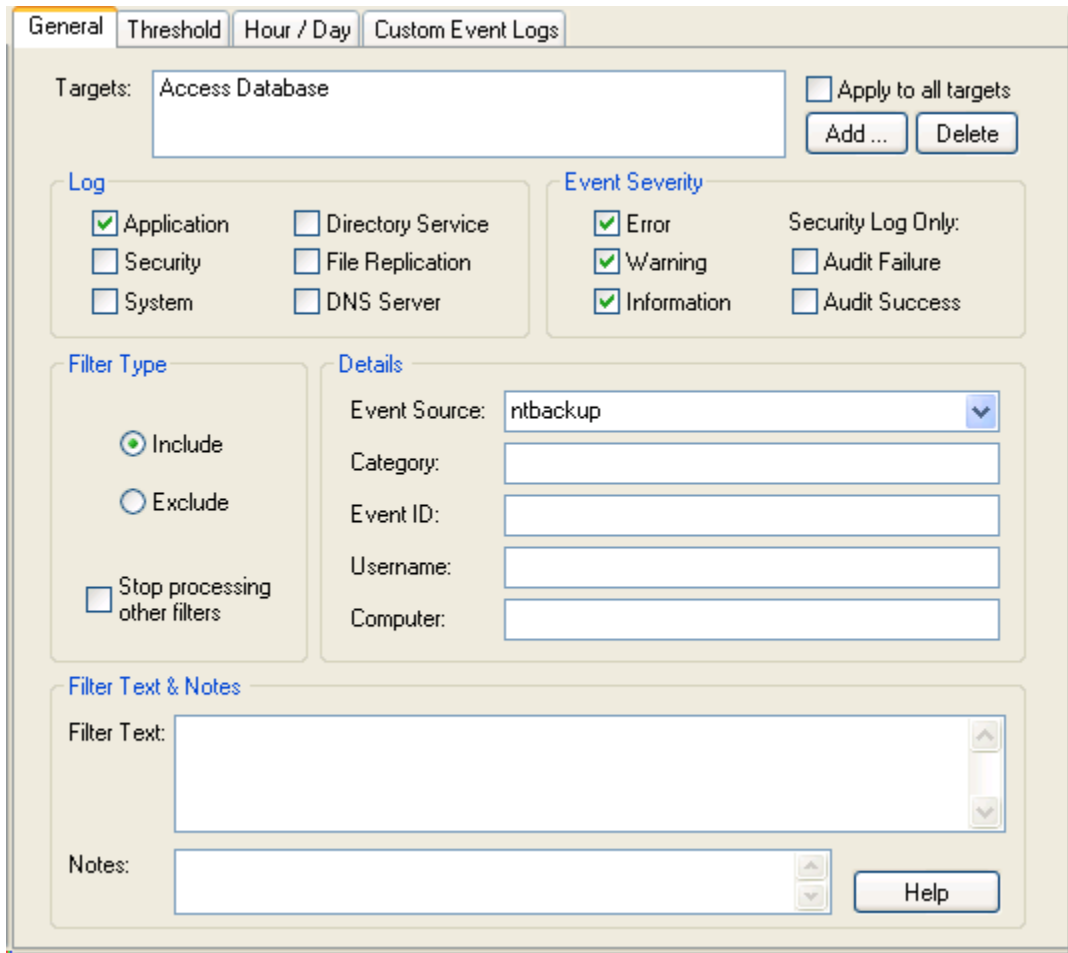 General Threshold Hour / Day Custom Event Logs
Targets: Access Database Apply to all targets
Add ... Delete
Log Event Severity
Application Directory Service Error Security Log Only:
Security File Replication Warning Audit Failure
System DNS Server Information Audit Success
Filter Type Details
Event Source: ntbackup
Include
Category:
Exclude
Event ID:
Username:
Stop processing
other filters
Computer:
Filter Text & Notes
Filter Text:
Notes:
Help